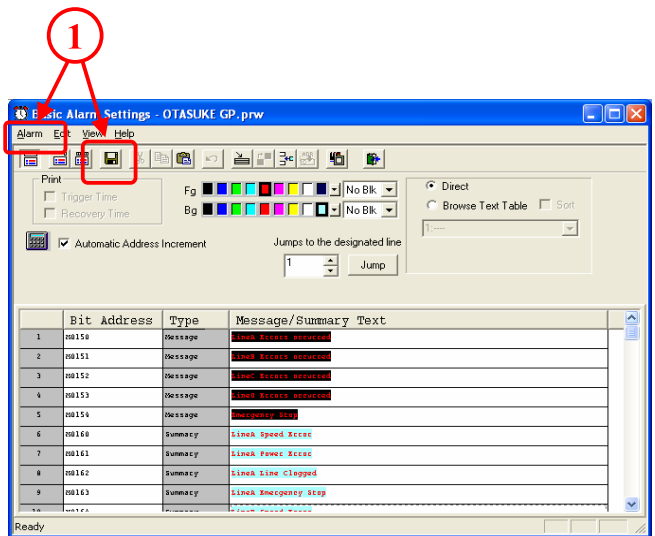 1
Basic Alarm Settings - OTASUKE GP.prw
Alarm Edit View Help
Print
Trigger Time
Recovery Time
Fg No Blk
Bg No Blk
Direct
Browse Text Table Sort
1:----
Automatic Address Increment
Jumps to the designated line
1 Jump
Bit Address Type Message/Summary Text
1 M0150 Message LineA Errors occurred
2 M0151 Message LineB Errors occurred
3 M0152 Message LineC Errors occurred
4 M0153 Message Errors occurred
5 M0154 Message Emergency Stop
6 M0160 Summary LineA Speed Error
7 M0161 Summary LineA Power Error
8 M0162 Summary LineA Line Clogged
9 M0163 Summary LineA Emergency Stop
10 Speed Error
Ready